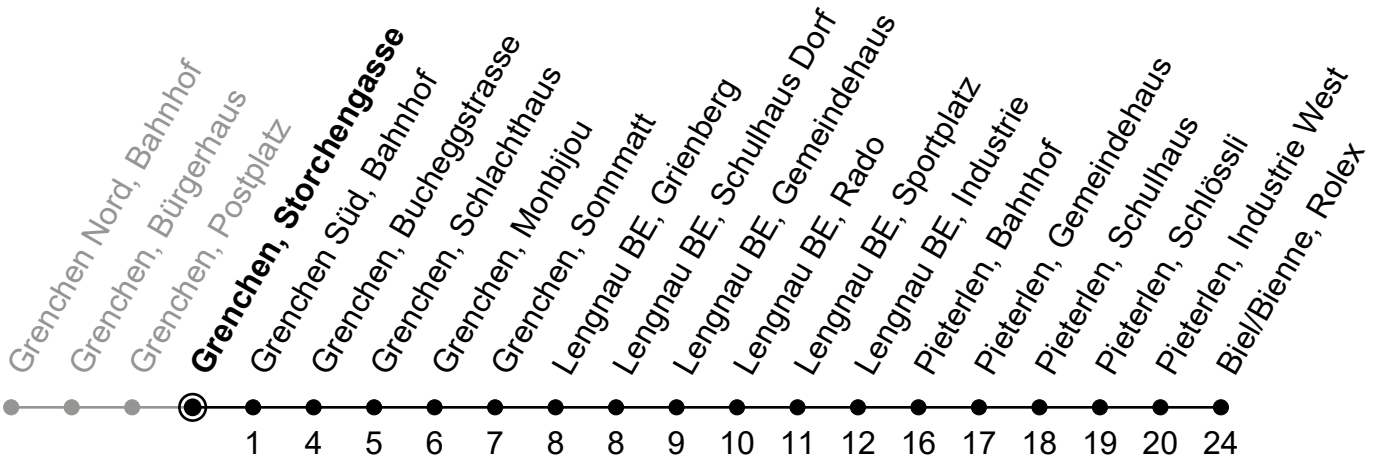 Grenchen Nord, Bahnhof
Grenchen, Bürgerhaus
Grenchen, Postplatz
Grenchen, Storchengasse
Grenchen Süd, Bahnhof
Grenchen, Bucheggstrasse
Grenchen, Schlachthaus
Grenchen, Monbijou
Grenchen, Sonnmatt
Lengnau BE, Grienberg
Lengnau BE, Schulhaus Dorf
Lengnau BE, Gemeindehaus
Lengnau BE, Rado
Lengnau BE, Sportplatz
Lengnau BE, Industrie
Pieterlen, Bahnhof
Pieterlen, Gemeindehaus
Pieterlen, Schulhaus
Pieterlen, Schlössli
Pieterlen, Industrie West
Biel/Bienne, Rolex
1 4 5 6 7 8 8 9 10 11 12 16 17 18 19 20 24